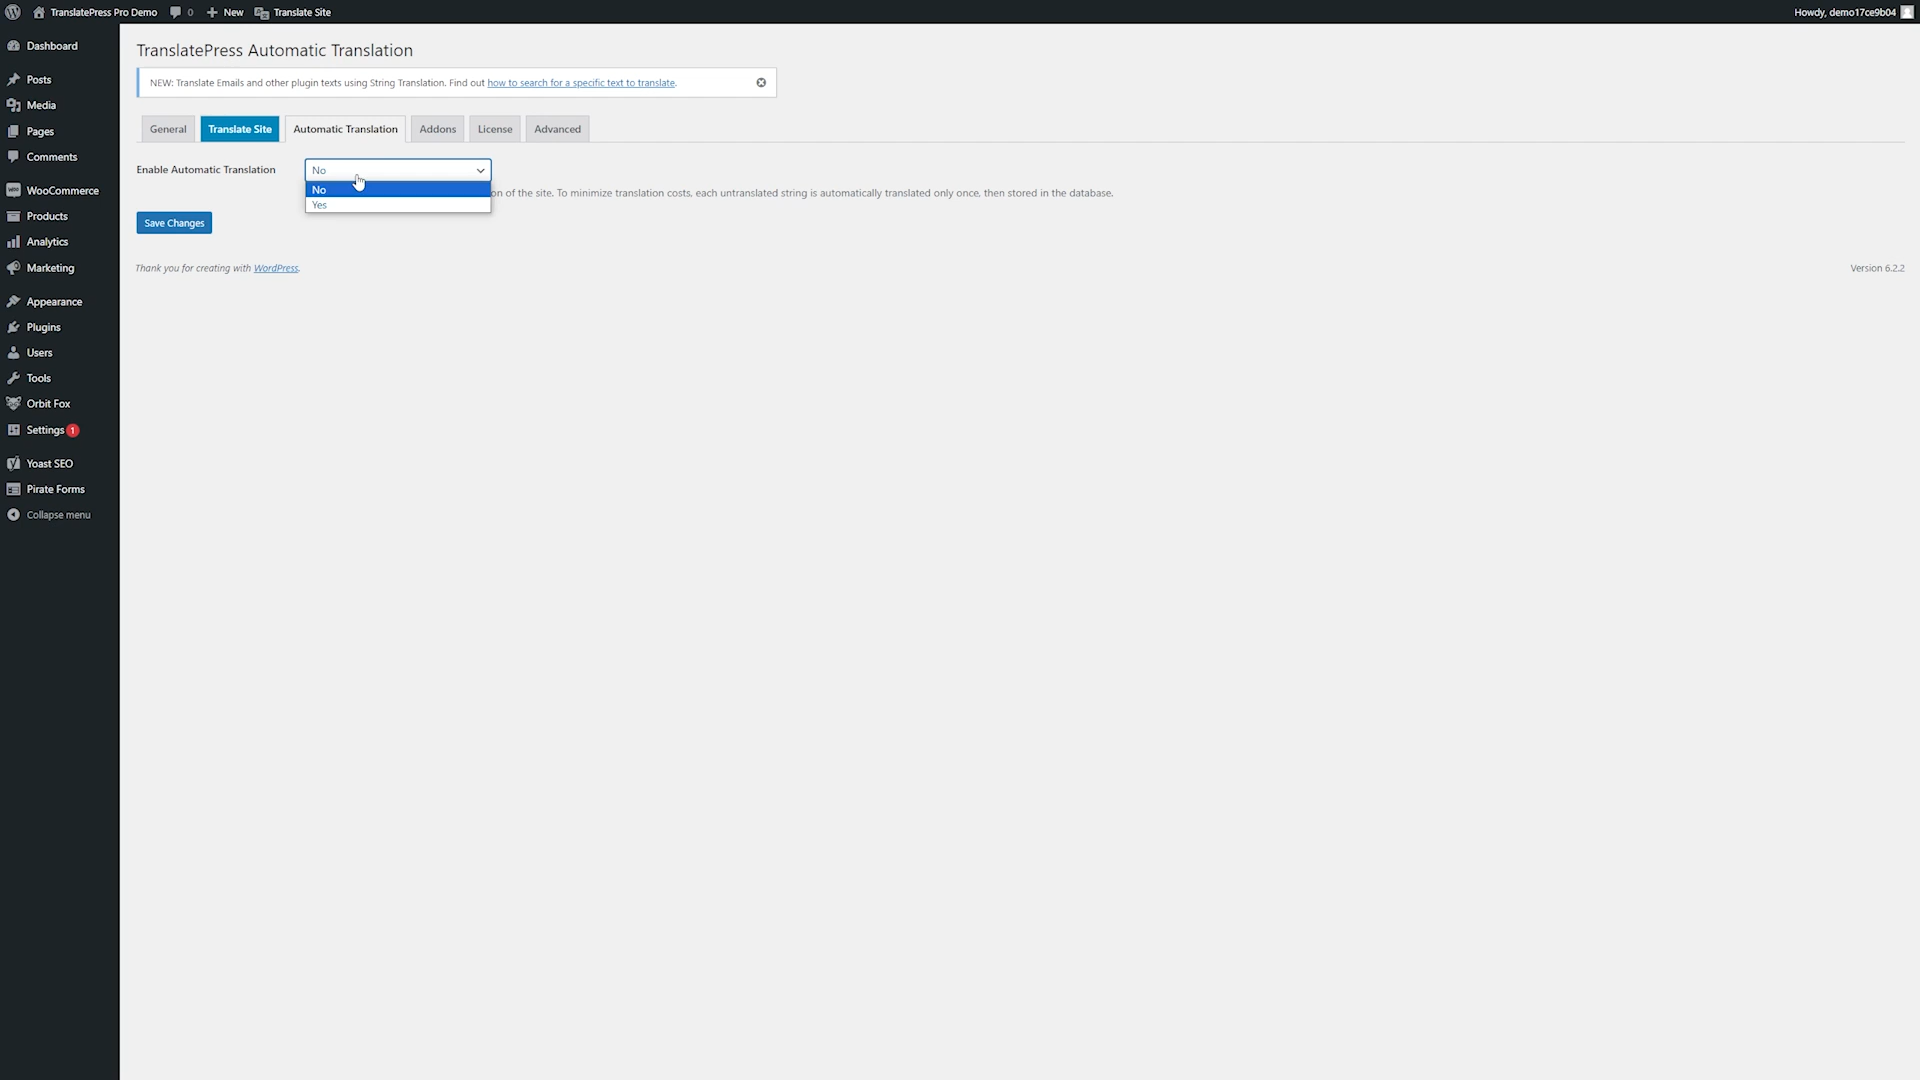 TranslatePress Pro Demo 0 New Translate Site Howdy, demo17ce9b04
Dashboard
Posts
Media
Pages
Comments
WooCommerce
Products
Analytics
Marketing
Appearance
Plugins
Users
Tools
Orbit Fox
Settings 1
Yoast SEO
Pirate Forms
Collapse menu
TranslatePress Automatic Translation
NEW: Translate Emails and other plugin texts using String Translation. Find out how to search for a specific text to translate.
General Translate Site Automatic Translation Addons License Advanced
Enable Automatic Translation No
No
on of the site. To minimize translation costs, each untranslated string is automatically translated only once, then stored in the database.
Yes
Save Changes
Thank you for creating with WordPress. Version 6.2.2